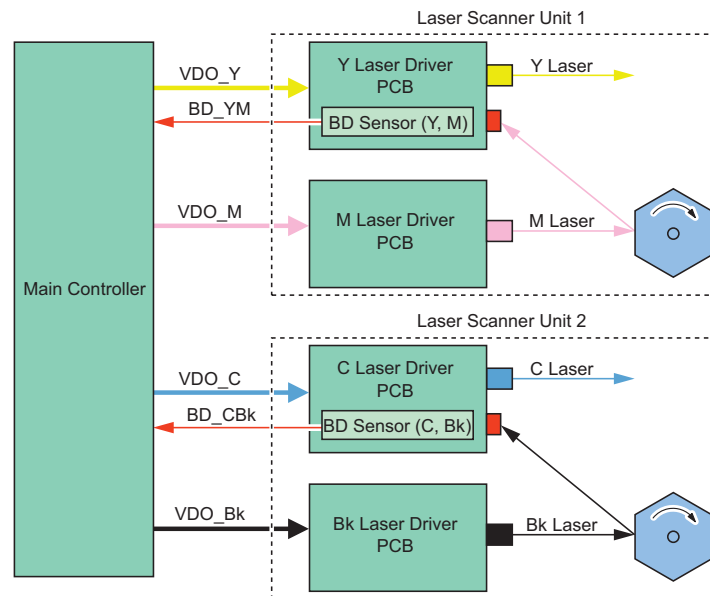 Laser Scanner Unit 1
Main Controller
VDO_Y
BD_YM
VDO_M
Y Laser Driver
PCB
BD Sensor (Y, M)
Y Laser
M Laser Driver
PCB
M Laser
Laser Scanner Unit 2
VDO_C
BD_CBk
VDO_Bk
C Laser Driver
PCB
BD Sensor (C, Bk)
C Laser
Bk Laser Driver
PCB
Bk Laser